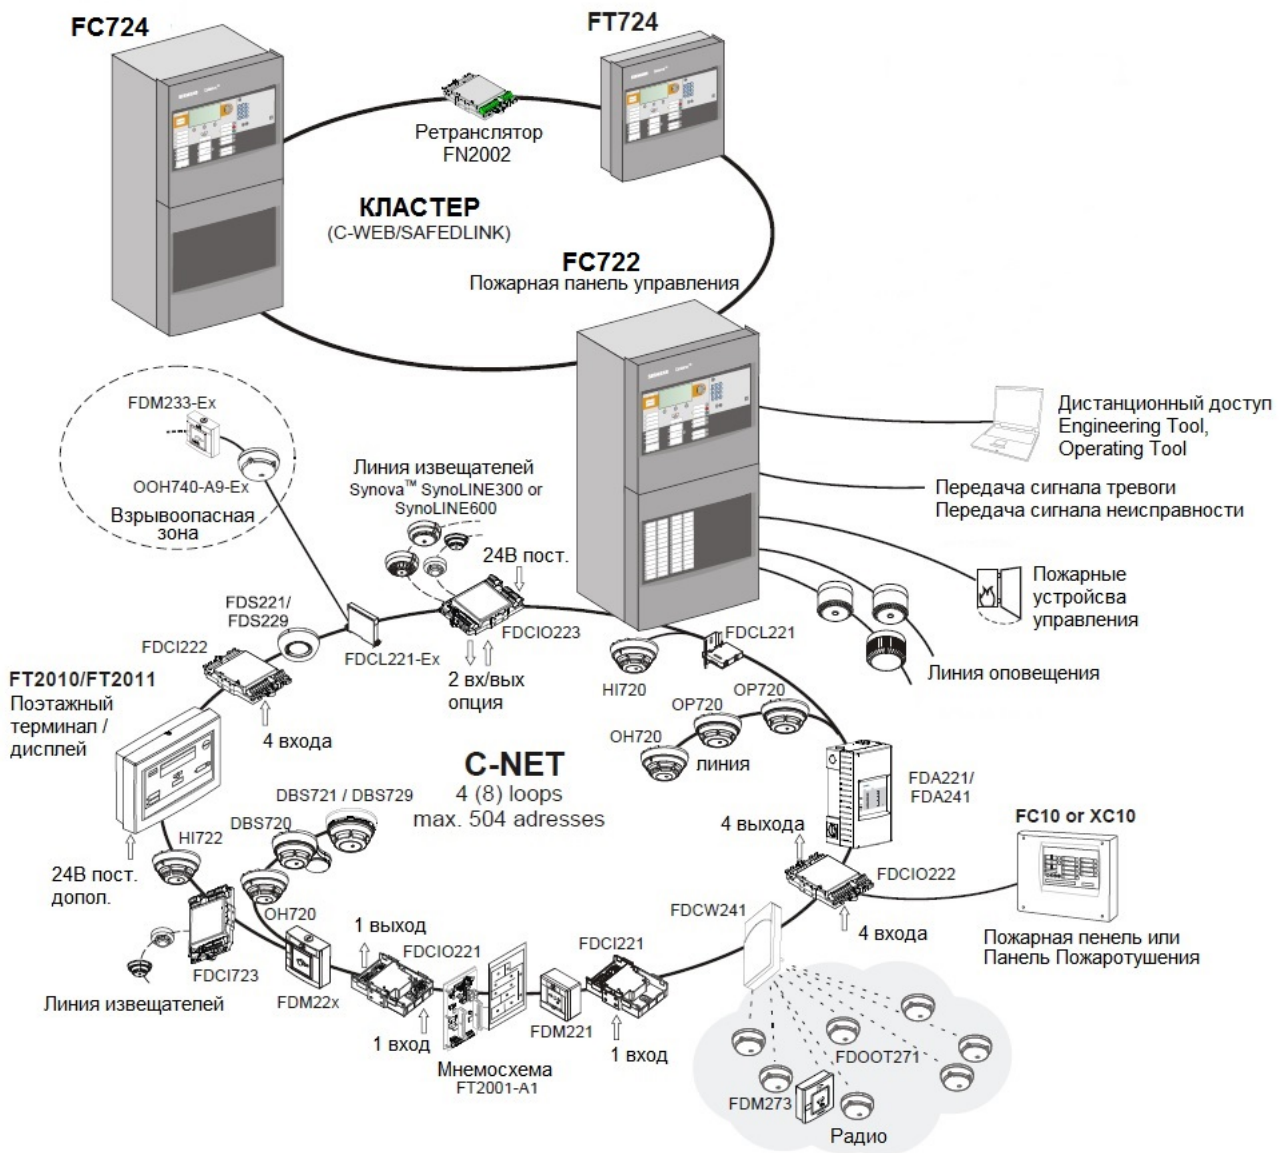 FC724
FT724
Ретранслятор
FN2002
КЛАСТЕР
(C-WEB/SAFEDLINK)
FC722
Пожарная панель управления
FDM233-Ex
OOH740-A9-Ex
Взрывоопасная
зона
Линия извещателей
Synova™ SynoLINE300 or
SynoLINE600
24В пост.
Дистанционный доступ
Engineering Tool,
Operating Tool
Передача сигнала тревоги
Передача сигнала неисправности
Пожарные
устройсва
управления
Линия оповещения
FDS221/
FDS229
FDCI222
FDCL221-Ex
FDCIO223
2 вх/вых
опция
HI720
FDCL221
FT2010/FT2011
Поэтажный
терминал /
дисплей
4 входа
OP720
OP720
OH720
линия
C-NET
4 (8) loops
max. 504 adresses
FDA221/
FDA241
DBS721 / DBS729
DBS720
HI722
24В пост.
допол.
OH720
4 выхода
FDCIO222
FC10 or XC10
4 входа
Пожарная пенель или
Панель Пожаротушения
FDCW241
FDCI723
Линия извещателей
FDM22x
1 выход
FDCIO221
1 вход
Мнемосхема
FT2001-A1
FDM221
FDCI221
1 вход
FDOOT271
FDM273
Радио